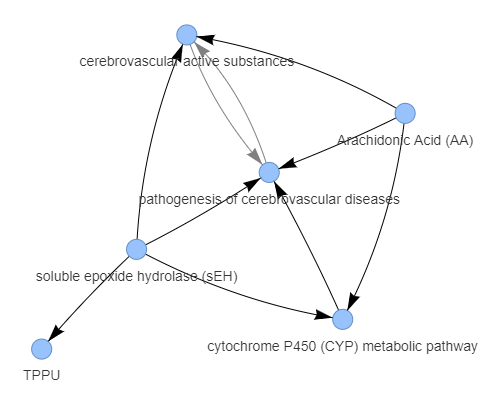 cerebrovascular active substances
Arachidonic Acid (AA)
pathogenesis of cerebrovascular diseases
soluble epoxide hydrolase (sEH)
cytochrome P450 (CYP) metabolic pathway
TPPU